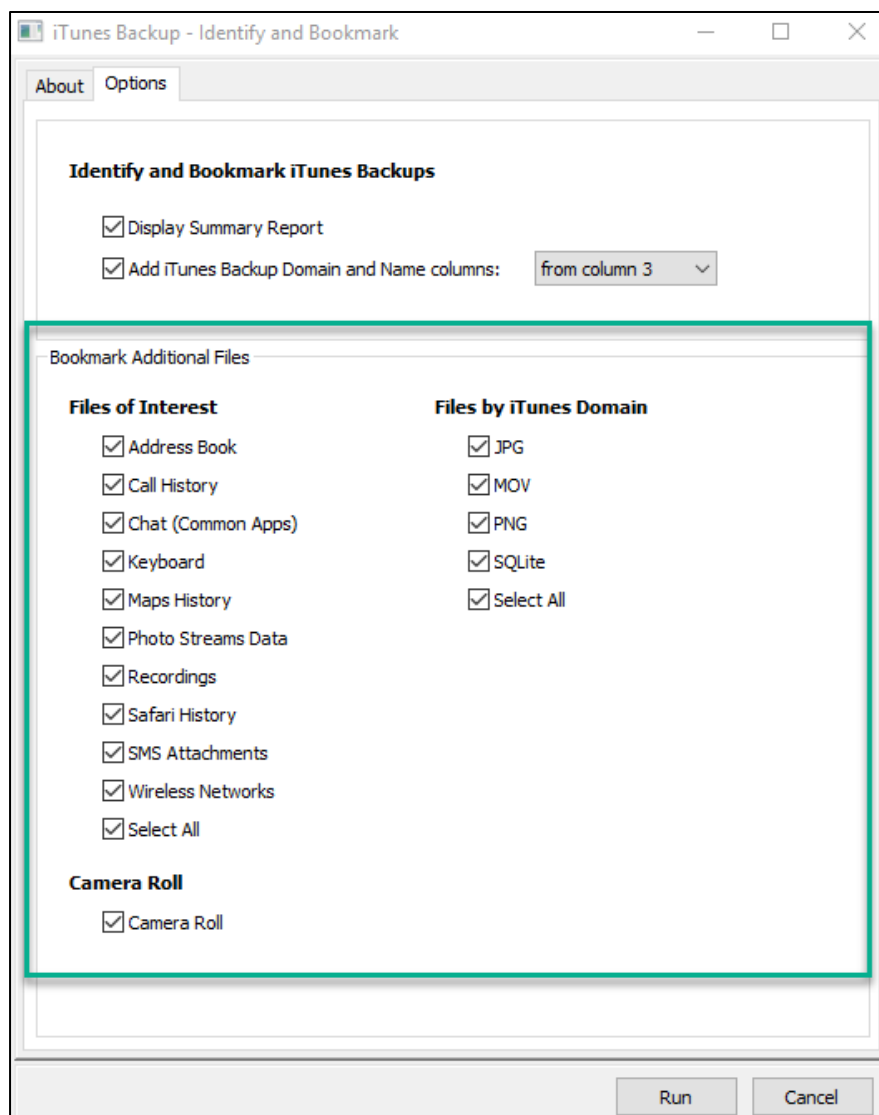 iTunes Backup - Identify and Bookmark
About Options
Identify and Bookmark iTunes Backups
Display Summary Report
Add iTunes Backup Domain and Name columns: from column 3
Bookmark Additional Files
Files of Interest
Address Book
Call History
Chat (Common Apps)
Keyboard
Maps History
Photo Streams Data
Recordings
Safari History
SMS Attachments
Wireless Networks
Select All
Files by iTunes Domain
JPG
MOV
PNG
SQLite
Select All
Camera Roll
Camera Roll
Run Cancel